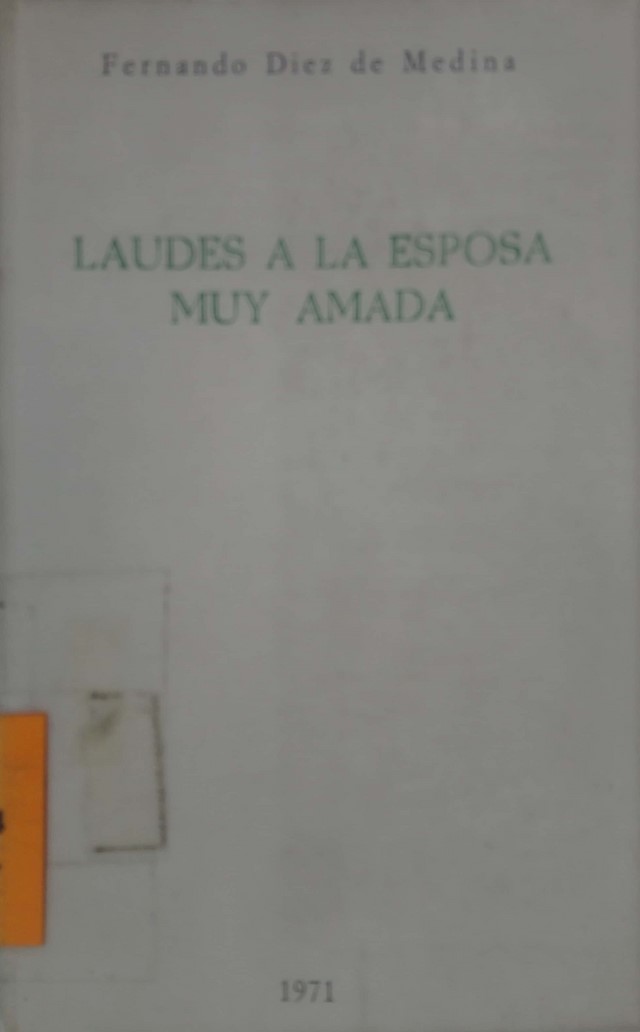 Fernando Diez de Medina
LAUDES A LA ESPOSA
MUY AMADA
1971